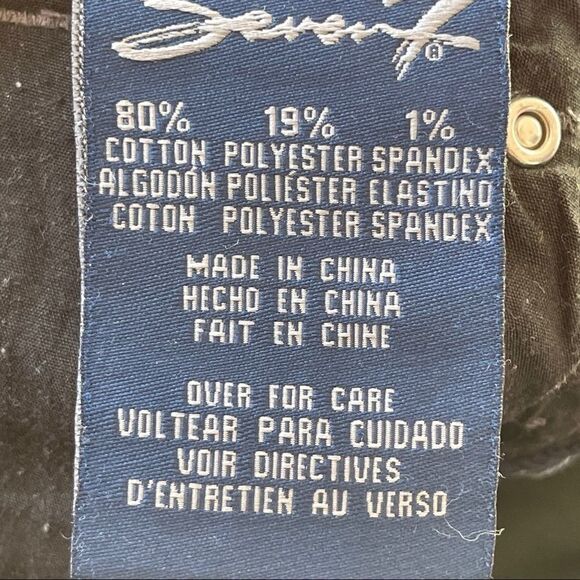 Seven7®
80% 19% 1%
COTTON POLYESTER SPANDEX
ALGODÓN POLIÉSTER ELASTINO
COTON POLYESTER SPANDEX
MADE IN CHINA
HECHO EN CHINA
FAIT EN CHINE
OVER FOR CARE
VOLTEAR PARA CUIDADO
VOIR DIRECTIVES
D'ENTRETIEN AU VERSO